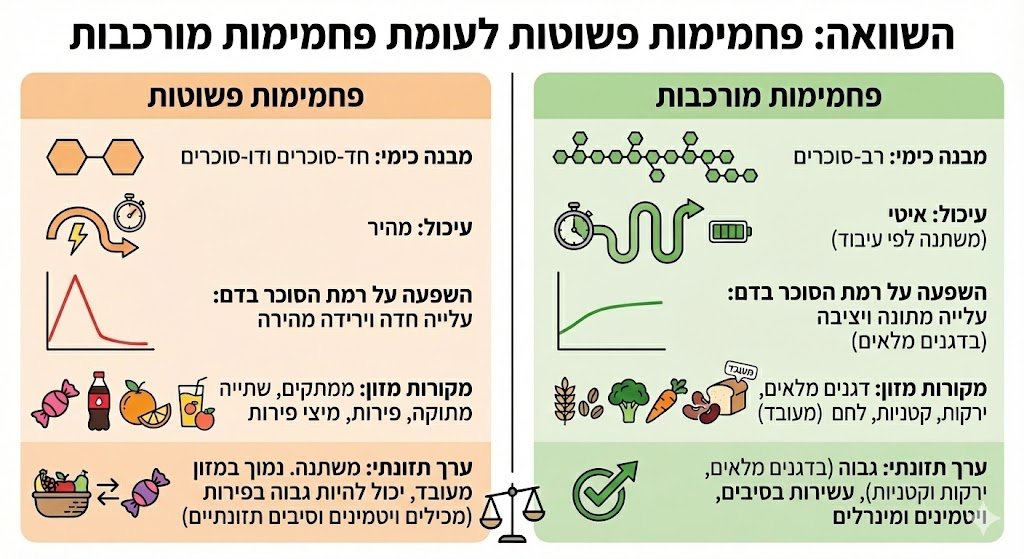 השוואה: פחמימות פשוטות לעומת פחמימות מורכבות
פחמימות מורכבות
מבנה כימי: רב-סוכרים
עיכול: איטי
(משתנה לפי עיבוד)
השפעה על רמת הסוכר בדם:
עלייה מתונה ויציבה
(בדגנים מלאים)
מעובד
מקורות מזון: דגנים מלאים,
ירקות, קטניות, לחם (מעובד)
ערך תזונתי: גבוה (בדגנים מלאים,
ירקות וקטניות), עשירות בסיבים,
ויטמינים ומינרלים
פחמימות פשוטות
מבנה כימי: חד-סוכרים ודו-סוכרים
עיכול: מהיר
השפעה על רמת הסוכר בדם:
עלייה חדה וירידה מהירה
מקורות מזון: ממתקים, שתייה
מתוקה, פירות, מיצי פירות
ערך תזונתי: משתנה. נמוך במזון
מעובד, יכול להיות גבוה בפירות
(מכילים ויטמינים וסיבים תזונתיים)